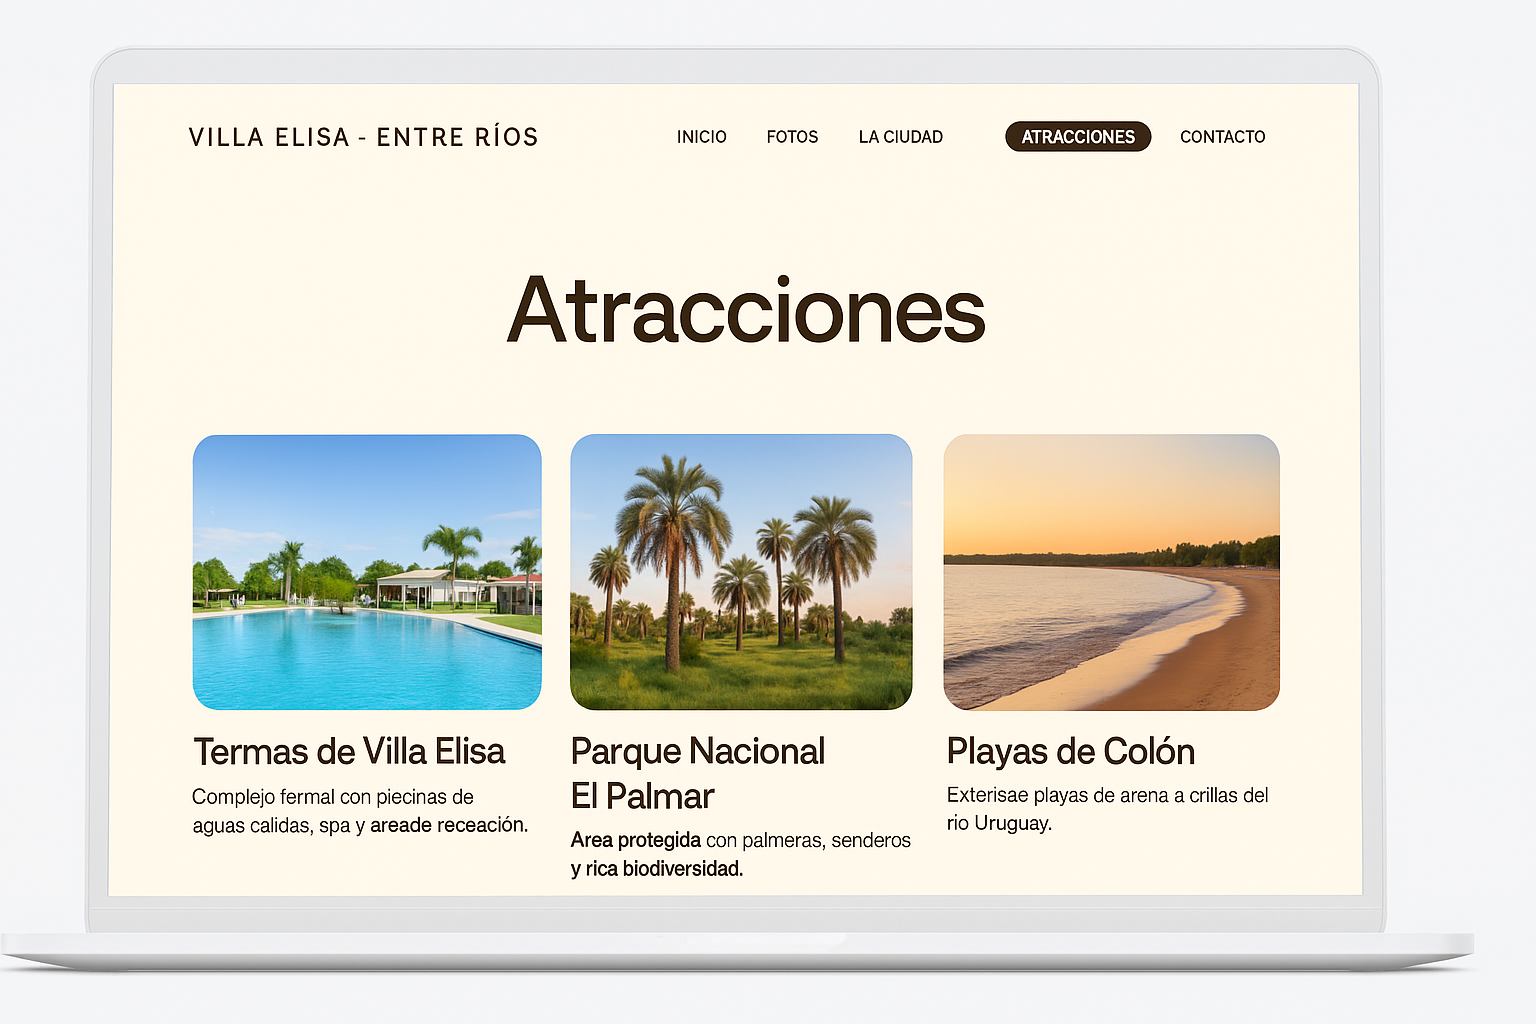 VILLA ELISA - ENTRE RÍOS
INICIO FOTOS LA CIUDAD ATRACCIONES CONTACTO
Atracciones
Termas de Villa Elisa
Complejo fermal con piecinas de
aguas calidas, spa y areade receación.
Parque Nacional
El Palmar
Area protegida con palmeras, senderos
y rica biodiversidad.
Playas de Colón
Exterisae playas de arena a crillas del
rio Uruguay.